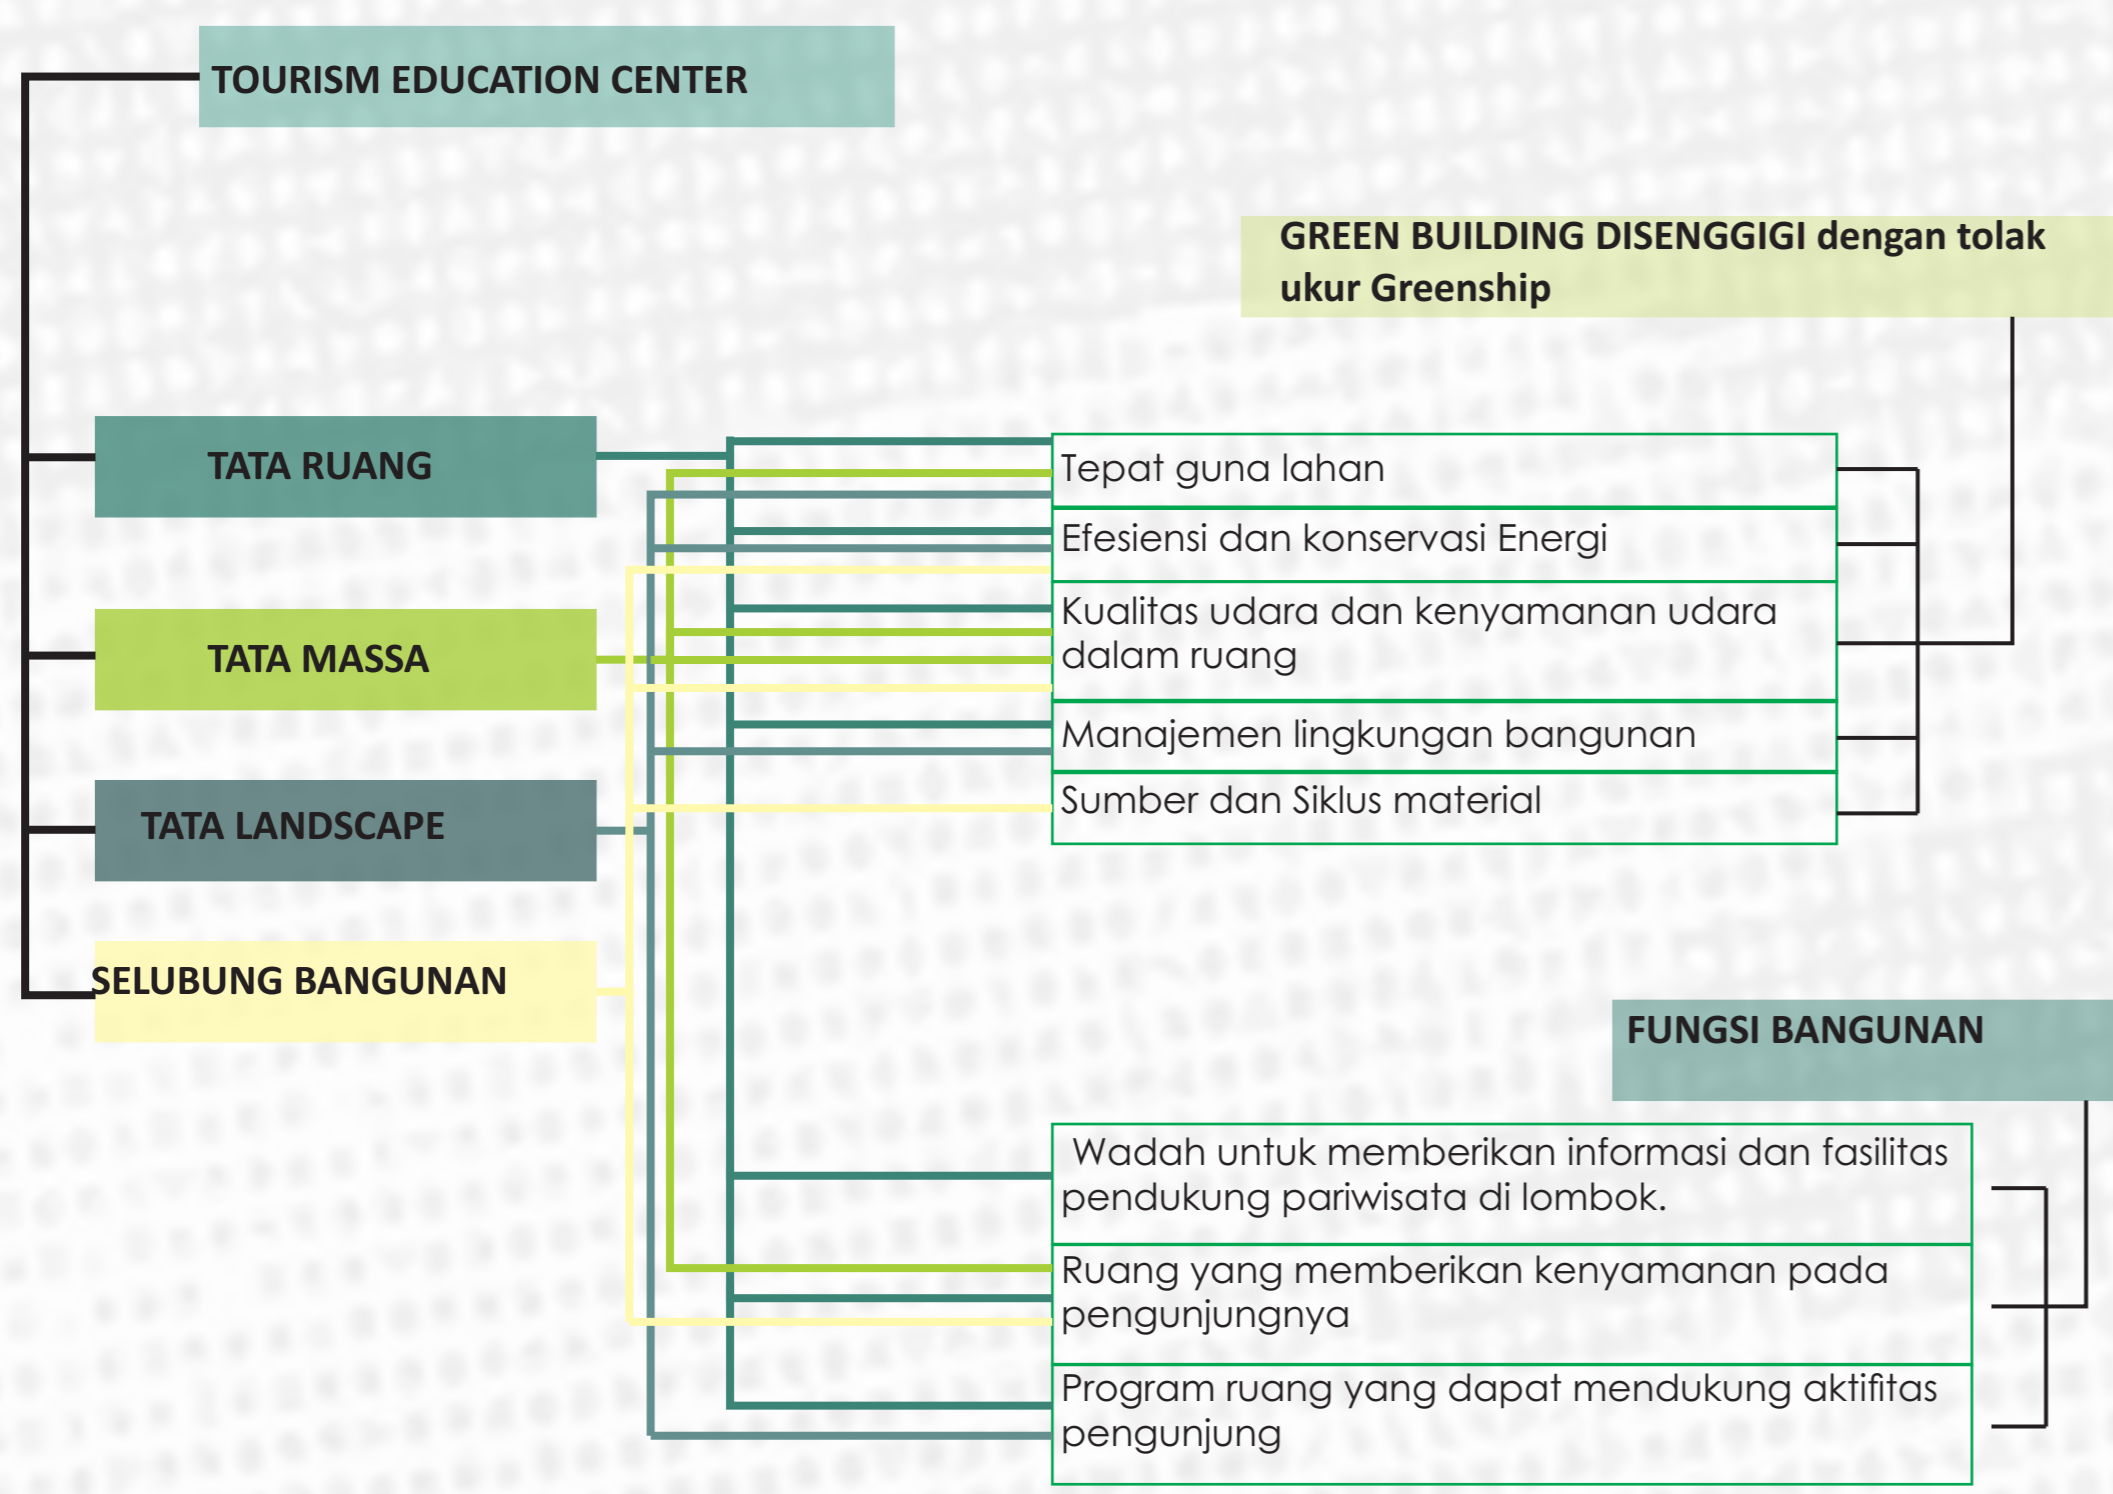 TOURISM EDUCATION CENTER
GREEN BUILDING DISENGGIGI dengan tolak
ukur Greenship
TATA RUANG
TATA MASSA
TATA LANDSCAPE
SELUBUNG BANGUNAN
Tepat guna lahan
Efesiensi dan konservasi Energi
Kualitas udara dan kenyamanan udara
dalam ruang
Manajemen lingkungan bangunan
Sumber dan Siklus material
FUNGSI BANGUNAN
Wadah untuk memberikan informasi dan fasilitas
pendukung pariwisata di lombok.
Ruang yang memberikan kenyamanan pada
pengunjungnya
Program ruang yang dapat mendukung aktifitas
pengunjung